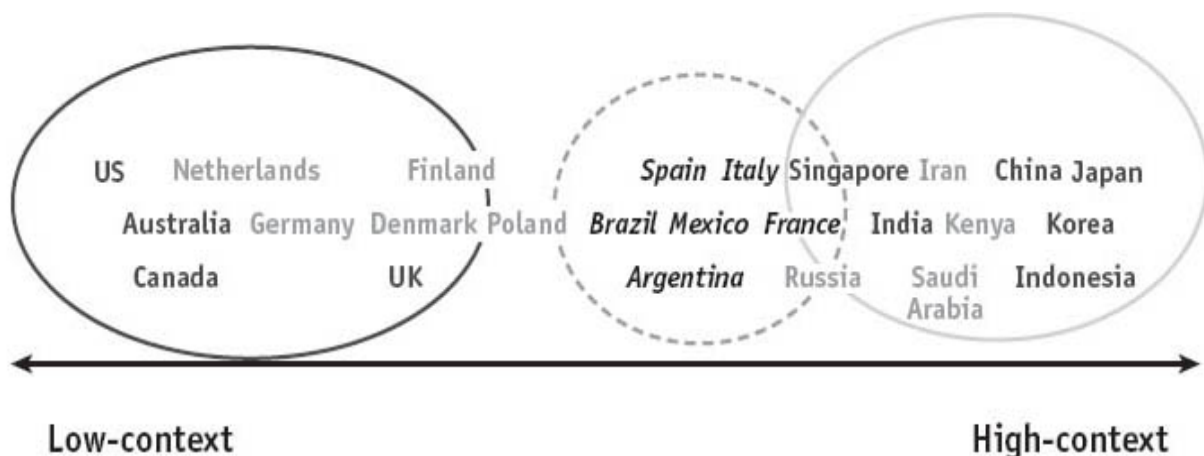 US Netherlands Finland Spain Italy Singapore Iran China Japan
Australia Germany Denmark Poland Brazil Mexico France India Kenya Korea
Canada UK Argentina Russia Saudi Indonesia
Arabia
Low-context High-context